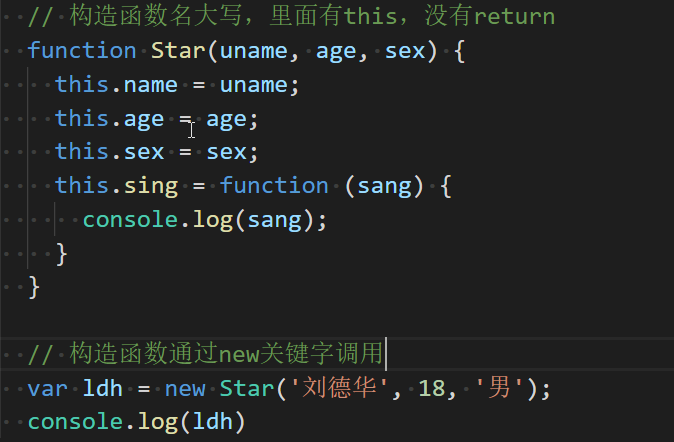 // 构造函数名大写，里面有this，没有return
function Star(uname, age, sex) {
this.name = uname;
this.age = age;
this.sex = sex;
this.sing = function (sang) {
console.log(sang);
}
}
// 构造函数通过new关键字调用
var ldh = new Star('刘德华', 18, '男');
console.log(ldh)